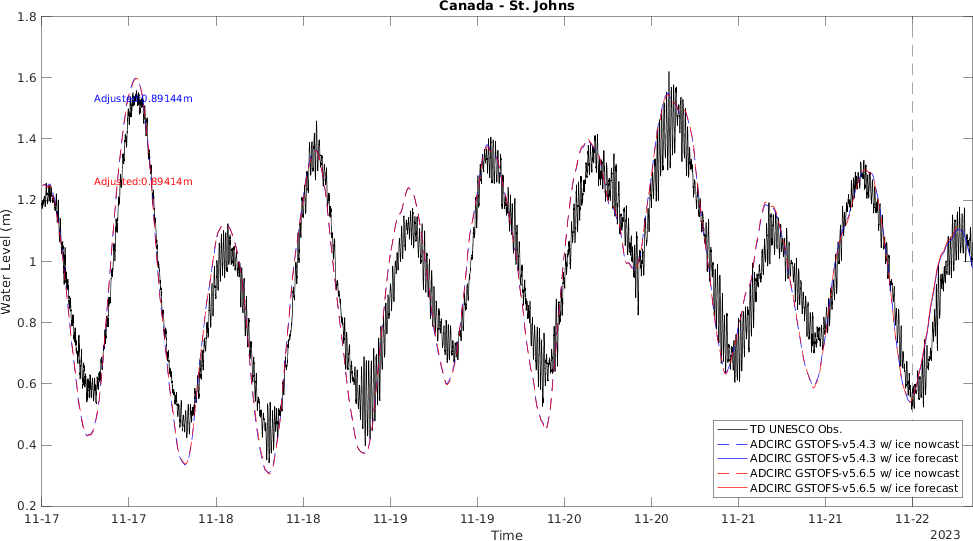 Canada - St. Johns
1.8
1.6
1.4
1.2
1
0.8
0.6
0.4
0.2
Water Level (m)
Adjusted:0.89144m
Adjusted:0.89414m
TD UNESCO Obs.
ADCIRC GSTOFS-v5.4.3 w/ ice nowcast
ADCIRC GSTOFS-v5.4.3 w/ ice forecast
ADCIRC GSTOFS-v5.6.5 w/ ice nowcast
ADCIRC GSTOFS-v5.6.5 w/ ice forecast
11-17 11-17 11-18 11-18 11-19 11-19 11-20 11-20 11-21 11-21 11-22
Time
2023